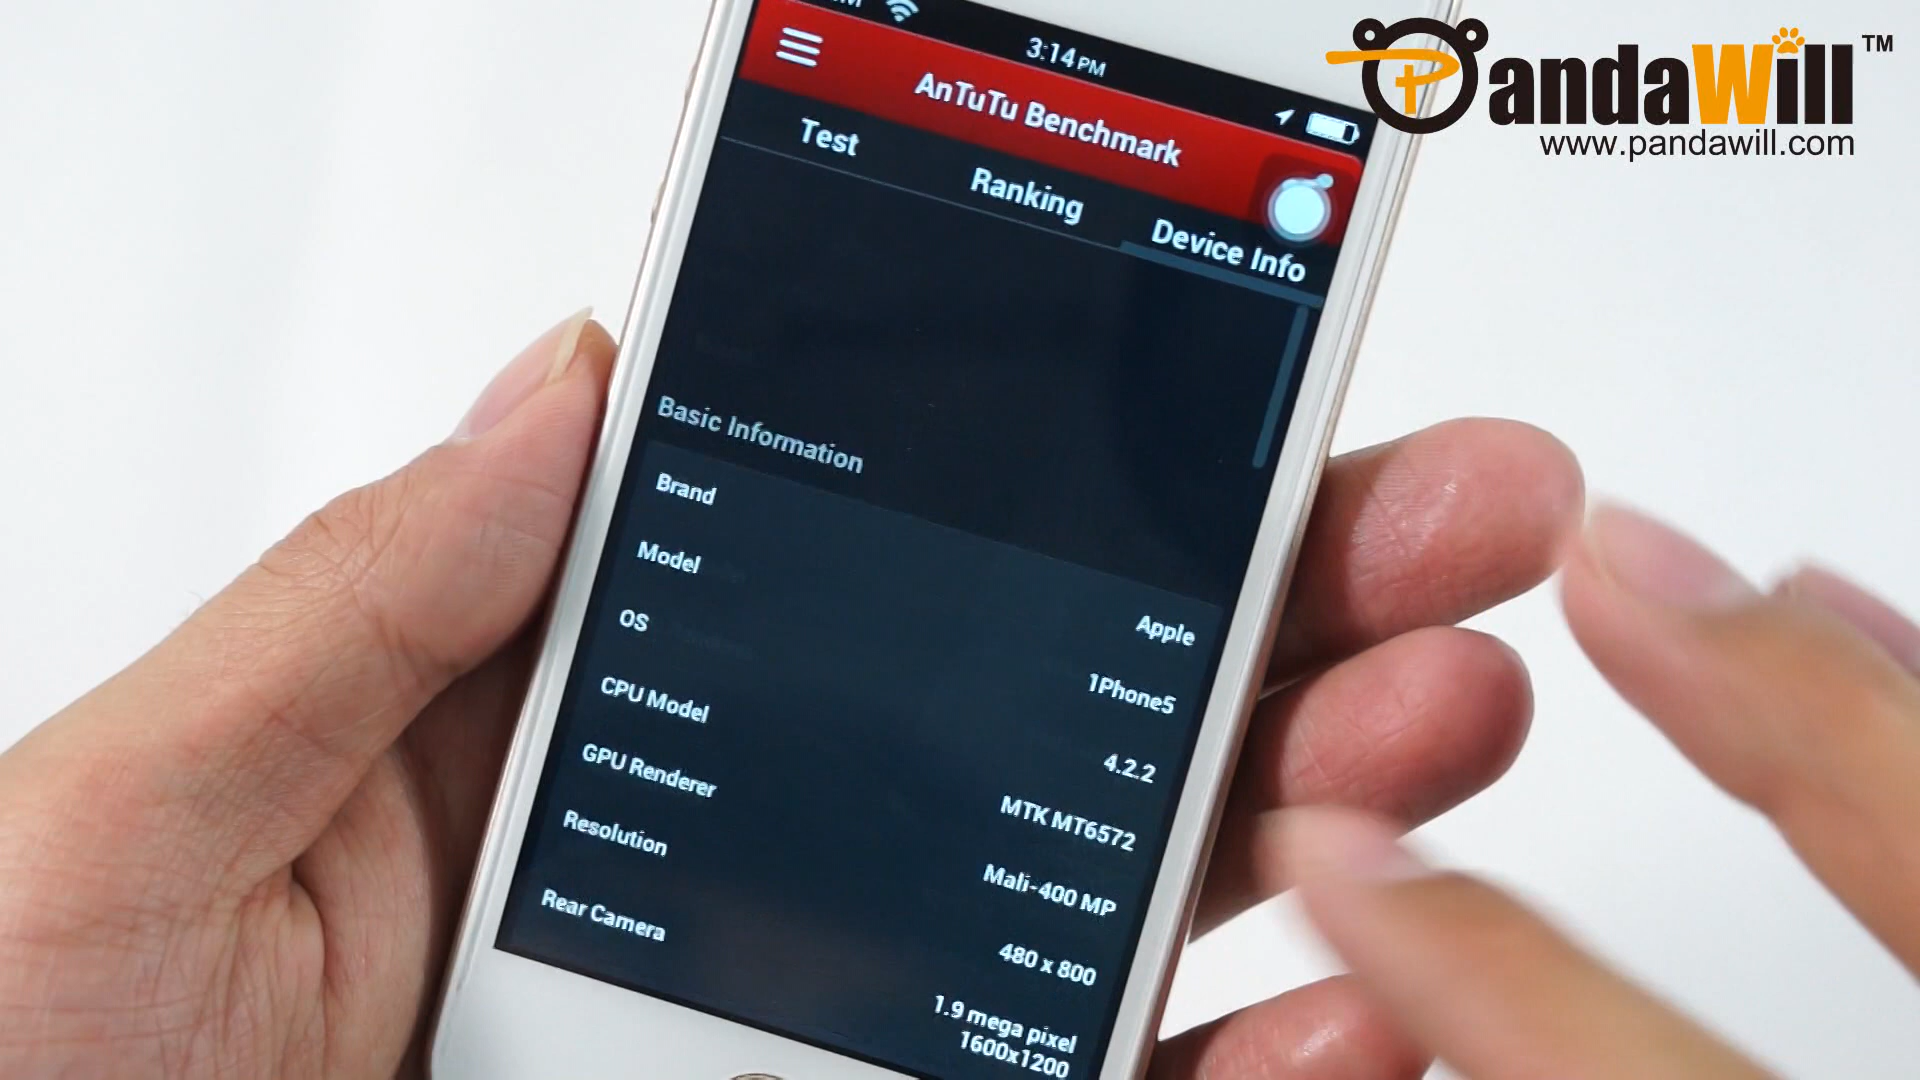 PandaWill™
www.pandawill.com
3:14 PM
AnTuTu Benchmark
Test
Ranking
Device Info
Basic Information
Brand
Apple
Model
1Phone5
OS
4.2.2
CPU Model
MTK MT6572
GPU Renderer
Mali-400 MP
Resolution
480 x 800
Rear Camera
1.9 mega pixel
1600x1200